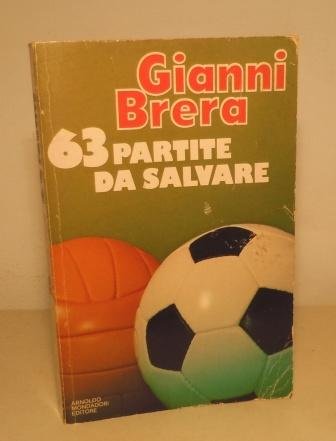 Gianni
Brera
63 PARTITE
DA SALVARE
ARNOLDO
MONDADORI
EDITORE